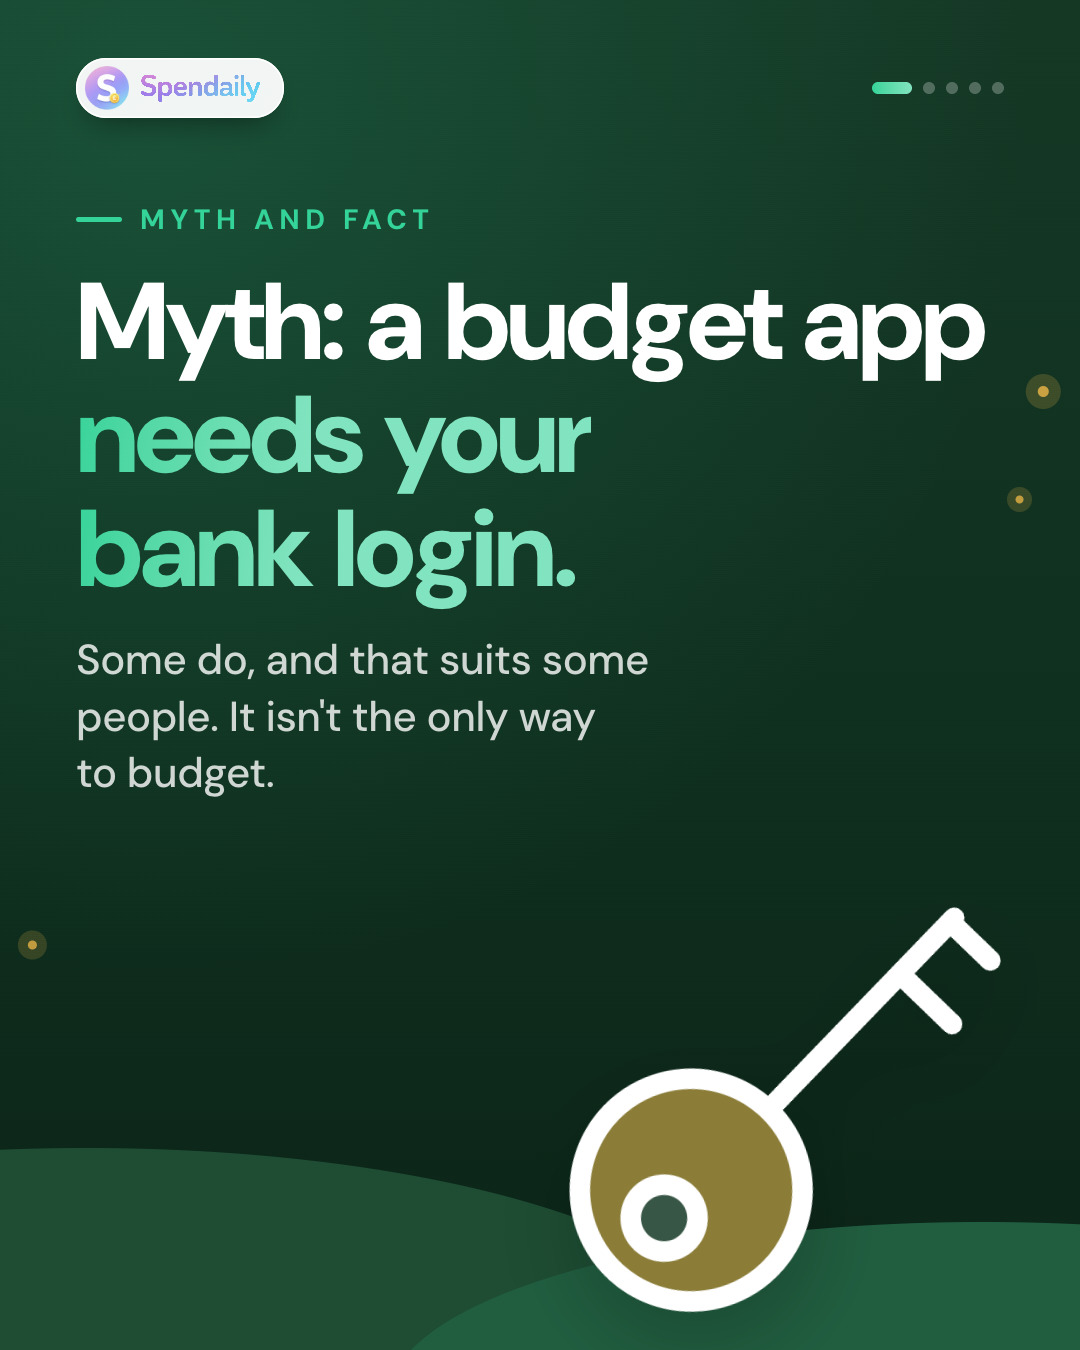 Spendaily
MYTH AND FACT
Myth: a budget app
needs your
bank login.
Some do, and that suits some
people. It isn't the only way
to budget.